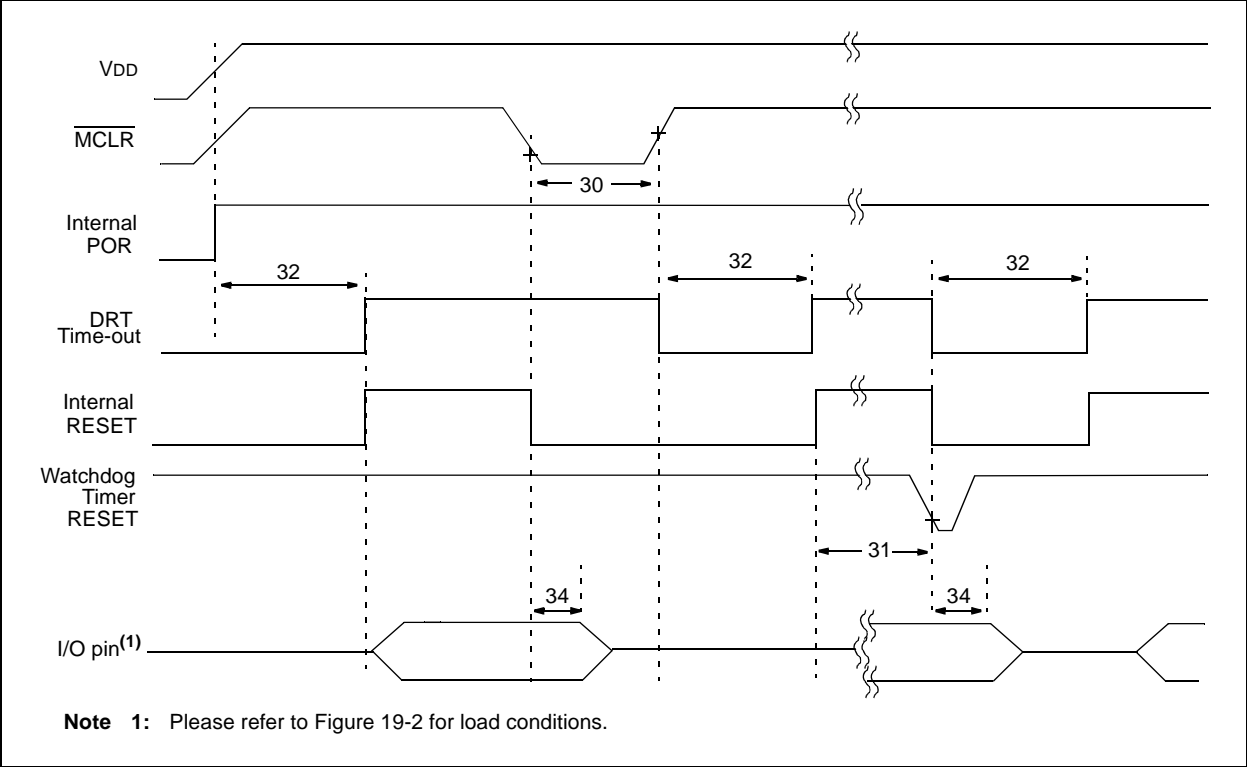 VDD
MCLR
30
Internal
POR
32
32
32
DRT
Time-out
Internal
RESET
Watchdog
Timer
RESET
31
34
34
I/O pin(1)
Note 1: Please refer to Figure 19-2 for load conditions.